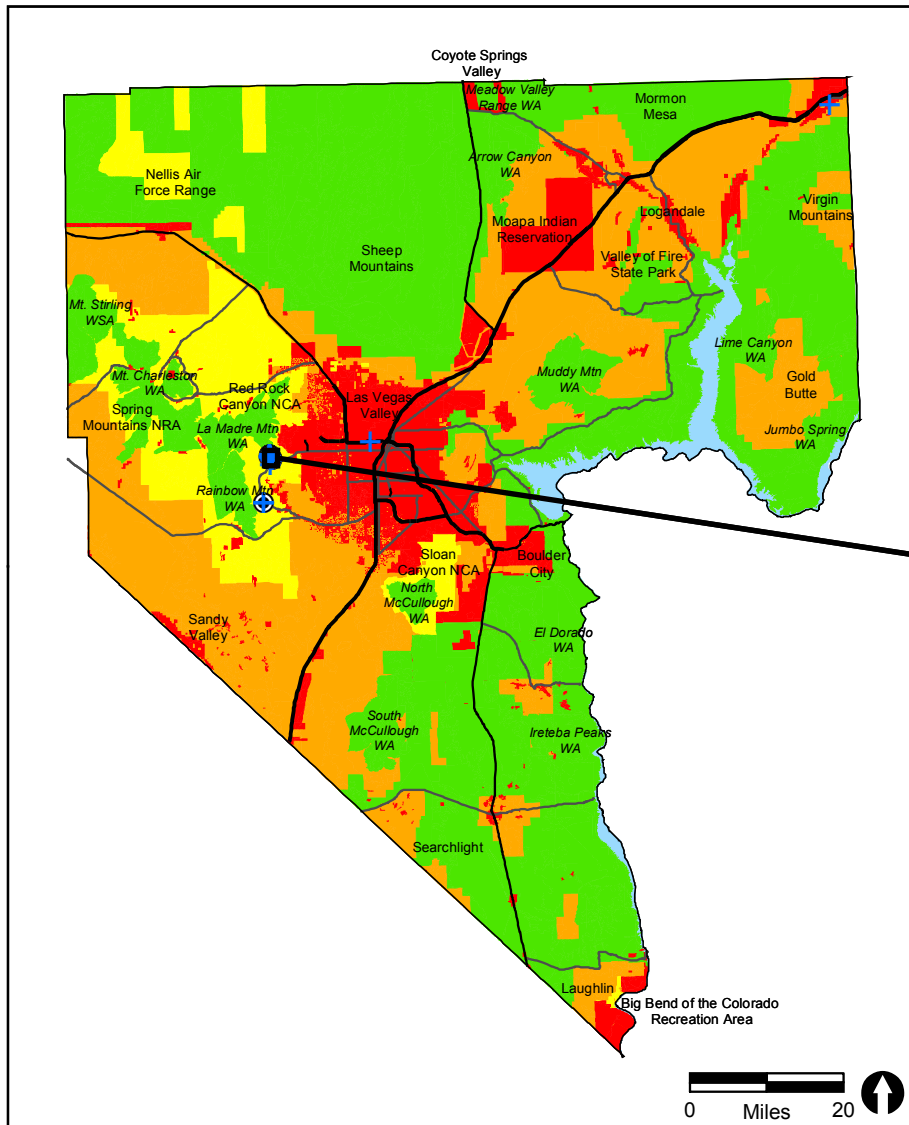 Coyote Springs
Valley
Meadow Valley
Range WA
Mormon
Mesa
Arrow Canyon
WA
Nellis Air
Force Range
Virgin
Mountains
Logandale
Moapa Indian
Reservation
Sheep
Mountains
Valley of Fire
State Park
Mt. Stirling
WSA
Lime Canyon
WA
Mt. Charleston
WA
Muddy Mtn
WA
Gold
Butte
Red Rock
Canyon NCA
Las Vegas
Valley
Spring
Mountains NRA
La Madre Mtn
WA
Jumbo Spring
WA
Rainbow Mtn
WA
Sloan
Canyon NCA
Boulder
City
North
McCullough
WA
Sandy
Valley
El Dorado
WA
South
McCullough
WA
Ireteba Peaks
WA
Searchlight
Laughlin
Big Bend of the Colorado
Recreation Area
0 Miles 20